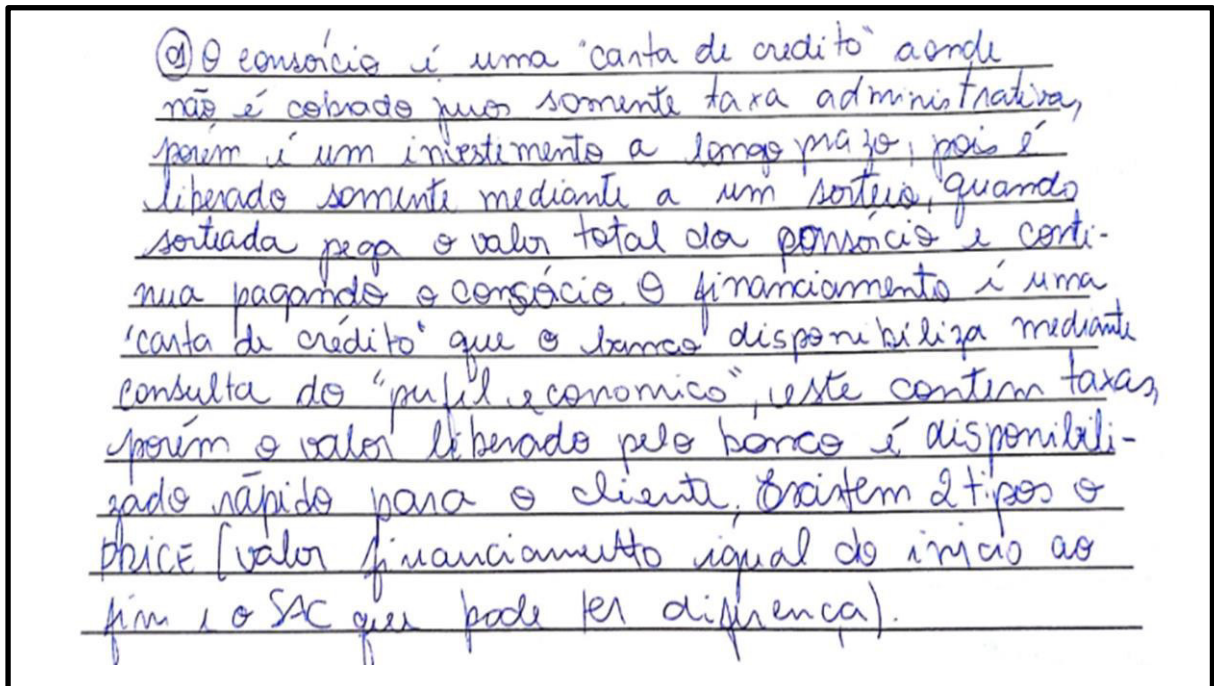 a) O consórcio é uma "carta de credito" aonde
não é cobrado juros somente taxa administrativa,
porém é um investimento a longo prazo, pois é
liberado somente mediante a um sorteio, quando
sorteada pega o valor total da consórcio e conti-
nua pagando o consócio. O financiamento é uma
"carta de crédito" que o banco disponibiliza mediante
consulta do "perfil economico", este contem taxas,
porém o valor liberado pelo banco é disponibili-
zado rápido para o cliente. Existem 2 tipos o
PRICE (valor financiamento igual do início ao
fim e o SAC que pode ter diferença).